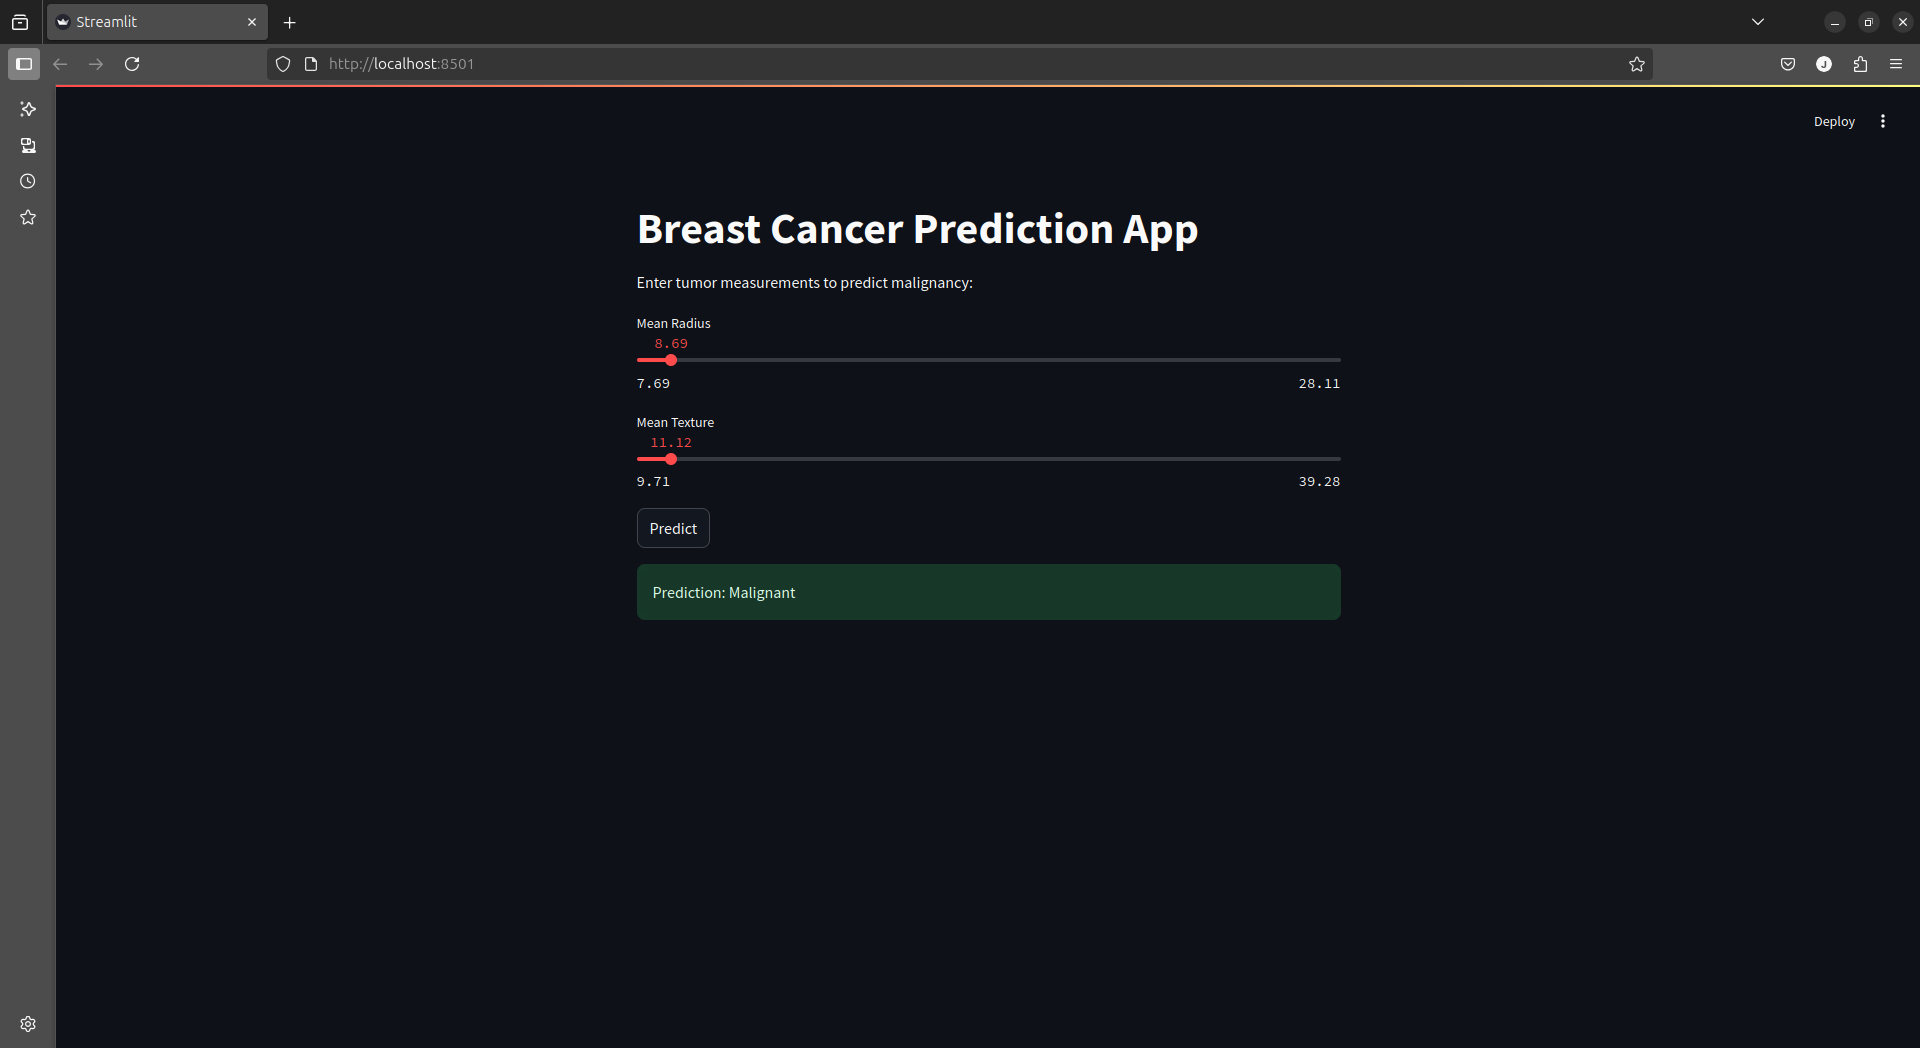 Streamlit
http://localhost:8501
J
Deploy
Breast Cancer Prediction App
Enter tumor measurements to predict malignancy:
Mean Radius
8.69
7.69 28.11
Mean Texture
11.12
9.71 39.28
Predict
Prediction: Malignant